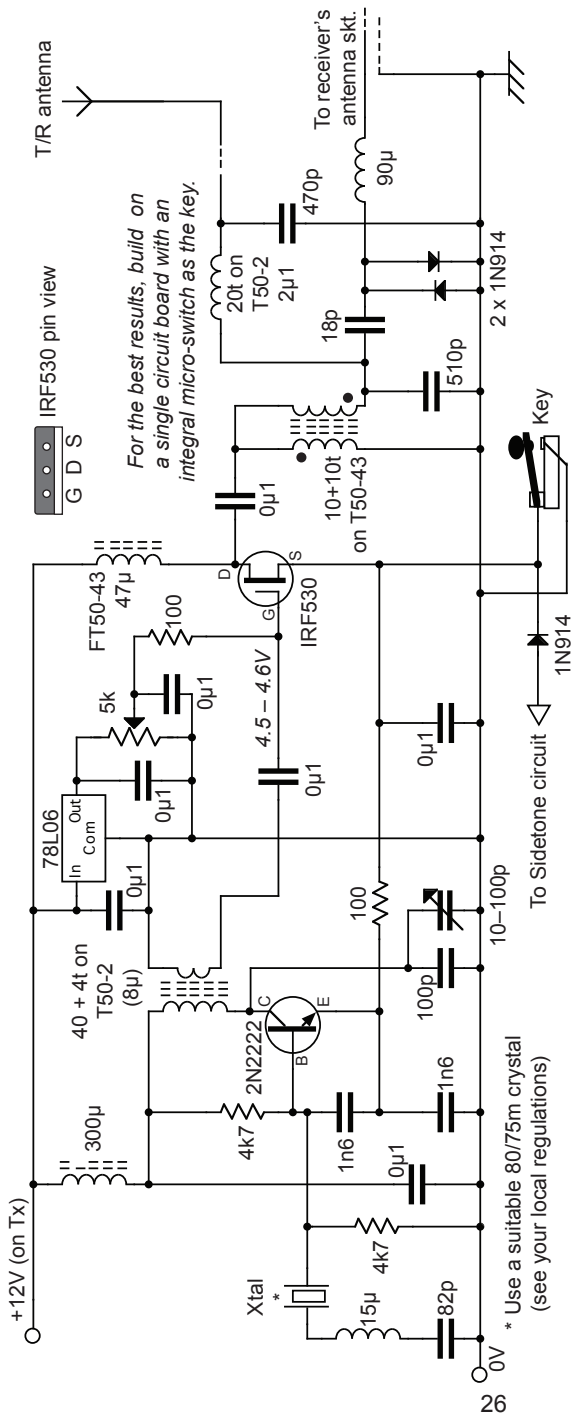 +12V (on Tx)
300µ
40 + 4t on
T50-2
(8µ)
78L06
In
Out
Com
0µ1
0µ1
5k
0µ1
100
FT50-43
47µ
IRF530 pin view
G D S
T/R antenna
For the best results, build on
a single circuit board with an
integral micro-switch as the key.
20t on
T50-2
2µ1
470p
To receiver's
antenna skt.
90µ
Xtal
*
15µ
82p
4k7
4k7
0µ1
2N2222
B
C
E
1n6
1n6
100
100p
10–100p
4.5 – 4.6V
0µ1
0µ1
G
D
S
IRF530
0µ1
10+10t
on T50-43
18p
510p
2 x 1N914
0V
* Use a suitable 80/75m crystal
(see your local regulations)
To Sidetone circuit
1N914
Key
26